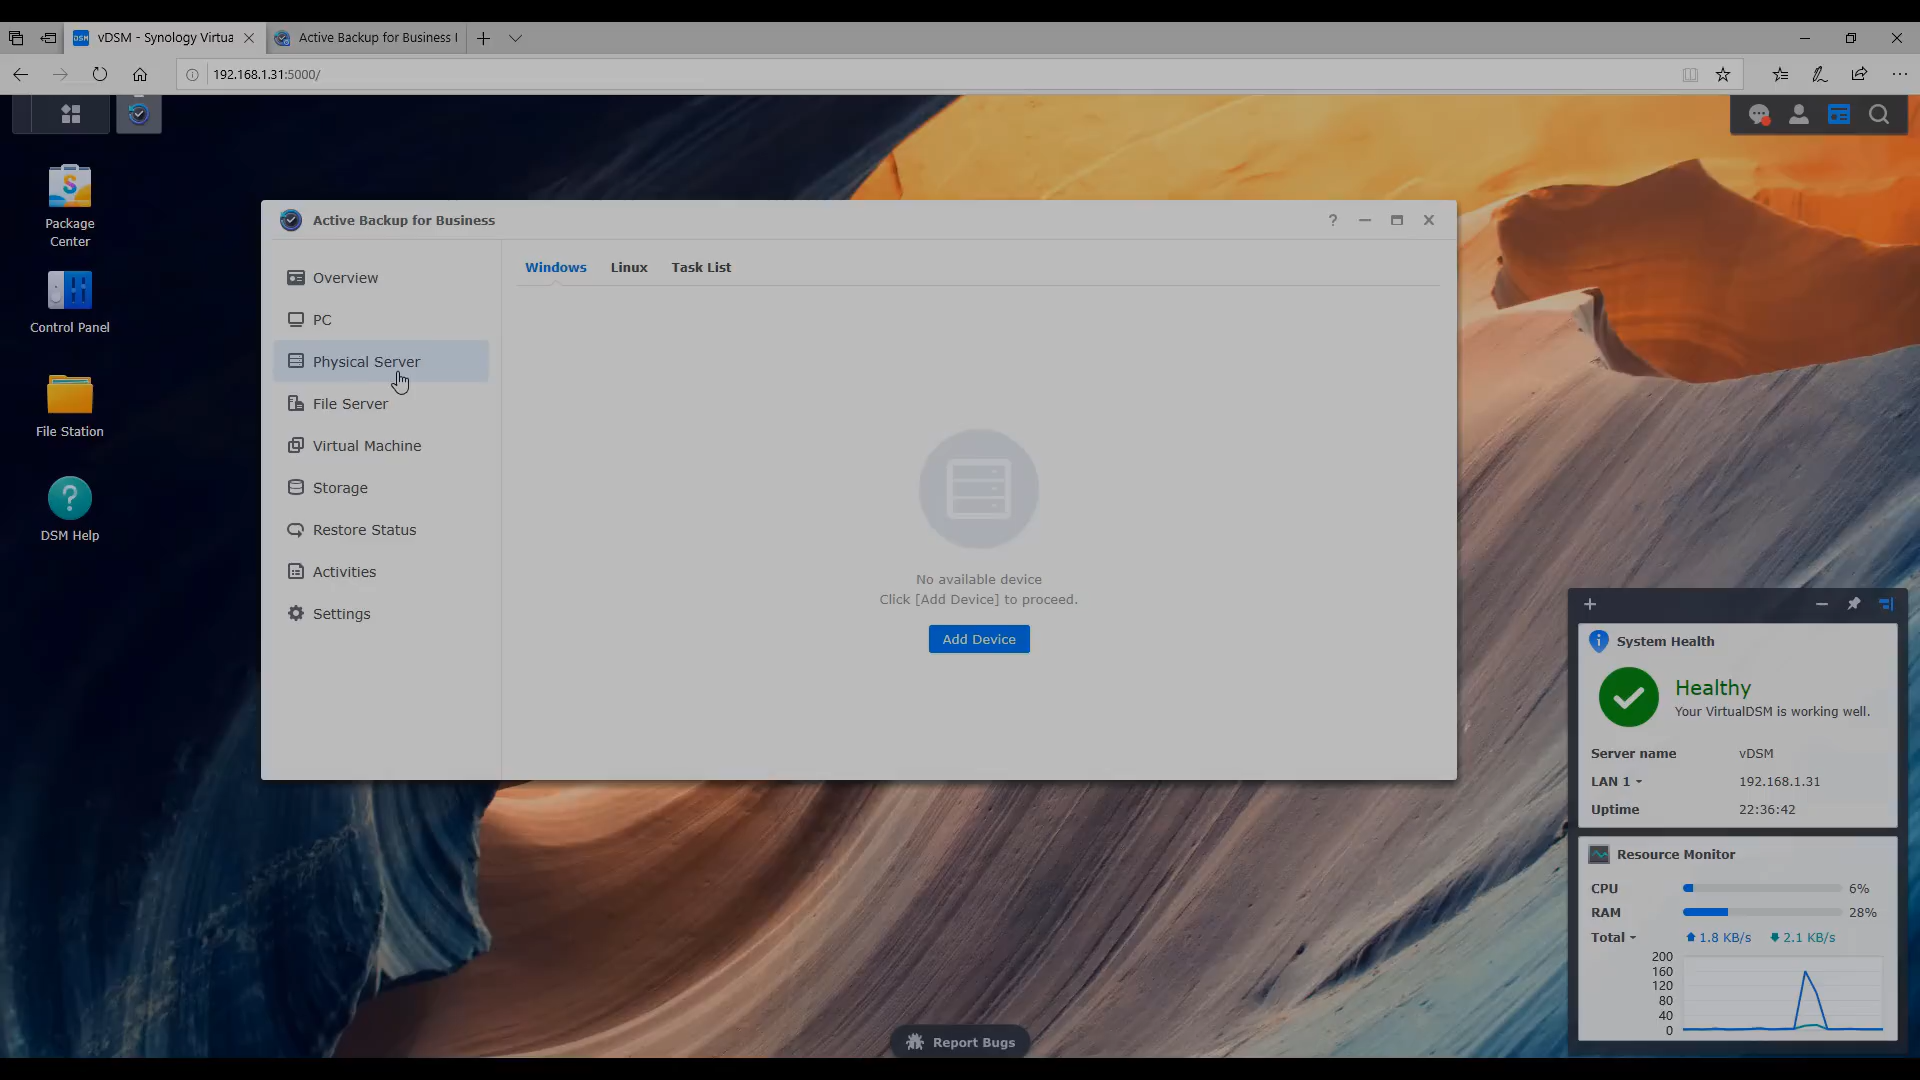 vDSM - Synology Virtua
Active Backup for Business
192.168.1.31:5000/
Package
Center
Control Panel
File Station
DSM Help
Active Backup for Business
Overview
PC
Physical Server
File Server
Virtual Machine
Storage
Restore Status
Activities
Settings
Windows
Linux
Task List
No available device
Click [Add Device] to proceed.
Add Device
System Health
Healthy
Your VirtualDSM is working well.
Server name vDSM
LAN 1 192.168.1.31
Uptime 22:36:42
Resource Monitor
CPU 6%
RAM 28%
Total 1.8 KB/s 2.1 KB/s
200
160
120
80
40
0
Report Bugs